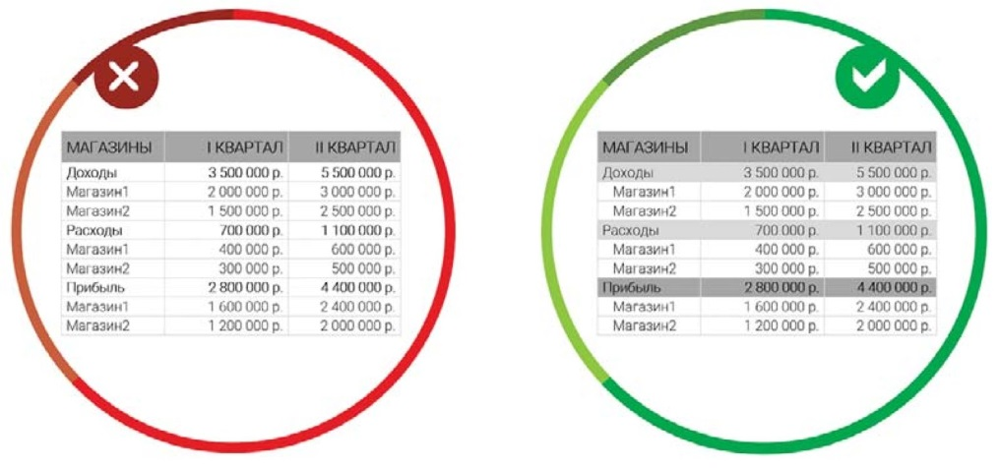 МАГАЗИНЫ I КВАРТАЛ II КВАРТАЛ
Доходы 3 500 000 р. 5 500 000 р.
Магазин1 2 000 000 р. 3 000 000 р.
Магазин2 1 500 000 р. 2 500 000 р.
Расходы 700 000 р. 1 100 000 р.
Магазин1 400 000 р. 600 000 р.
Магазин2 300 000 р. 500 000 р.
Прибыль 2 800 000 р. 4 400 000 р.
Магазин1 1 600 000 р. 2 400 000 р.
Магазин2 1 200 000 р. 2 000 000 р.
МАГАЗИНЫ I КВАРТАЛ II КВАРТАЛ
Доходы 3 500 000 р. 5 500 000 р.
Магазин1 2 000 000 р. 3 000 000 р.
Магазин2 1 500 000 р. 2 500 000 р.
Расходы 700 000 р. 1 100 000 р.
Магазин1 400 000 р. 600 000 р.
Магазин2 300 000 р. 500 000 р.
Прибыль 2 800 000 р. 4 400 000 р.
Магазин1 1 600 000 р. 2 400 000 р.
Магазин2 1 200 000 р. 2 000 000 р.